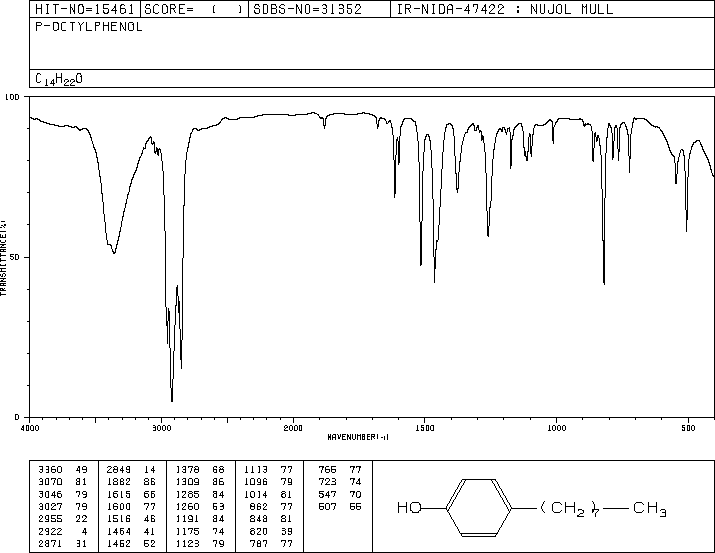 HIT-NO=15461 SCORE= ( ) SDBS-NO=31352 IR-NIDA-47422 : NUJOL MULL
P-OCTYLPHENOL
C14H22O
100
50
0
TRANSMITTANCE(%)
4000 3000 2000 1500 1000 500
WAVENUMBER(-1)
3360 49 2849 14 1378 68 1113 77 766 77
3070 81 1882 86 1309 86 1096 79 723 74
3046 79 1615 66 1285 84 1014 81 547 70
3027 79 1600 77 1260 53 862 77 507 55
2955 22 1516 46 1191 84 848 81
2922 4 1464 41 1175 74 820 39
2871 31 1462 52 1123 79 787 77
HO (CH2)7 CH3